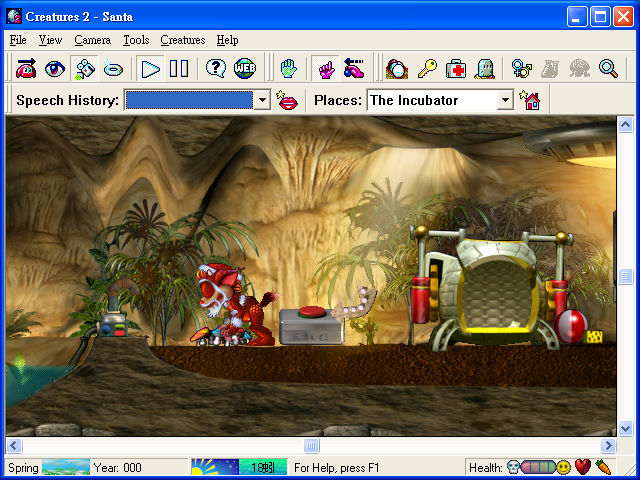 Creatures 2 - Santa
File View Camera Tools Creatures Help
WEB
Speech History: Places: The Incubator
Spring Year: 000 For Help, press F1 Health: